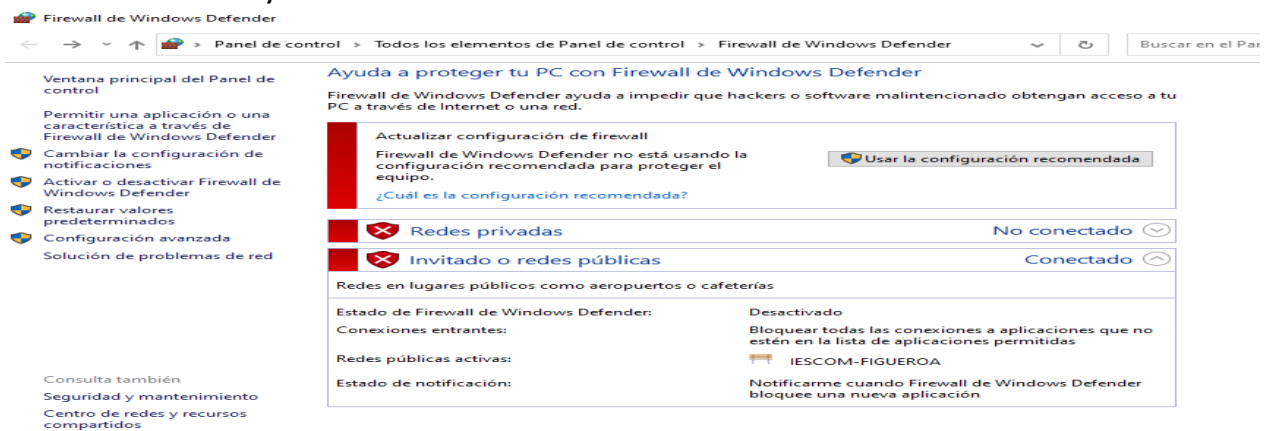 Firewall de Windows Defender
Panel de control > Todos los elementos de Panel de control > Firewall de Windows Defender
Buscar en el Par
Ventana principal del Panel de
control
Permitir una aplicación o una
característica a través de
Firewall de Windows Defender
Cambiar la configuración de
notificaciones
Activar o desactivar Firewall de
Windows Defender
Restaurar valores
predeterminados
Configuración avanzada
Solución de problemas de red
Consulta también
Seguridad y mantenimiento
Centro de redes y recursos
compartidos
Ayuda a proteger tu PC con Firewall de Windows Defender
Firewall de Windows Defender ayuda a impedir que hackers o software malintencionado obtengan acceso a tu
PC a través de Internet o una red.
Actualizar configuración de firewall
Firewall de Windows Defender no está usando la
configuración recomendada para proteger el
equipo.
¿Cuál es la configuración recomendada?
Usar la configuración recomendada
Redes privadas No conectado
Invitado o redes públicas Conectado
Redes en lugares públicos como aeropuertos o cafeterías
Estado de Firewall de Windows Defender: Desactivado
Conexiones entrantes: Bloquear todas las conexiones a aplicaciones que no
estén en la lista de aplicaciones permitidas
Redes públicas activas: IESCOM-FIGUEROA
Estado de notificación: Notificarme cuando Firewall de Windows Defender
bloquee una nueva aplicación